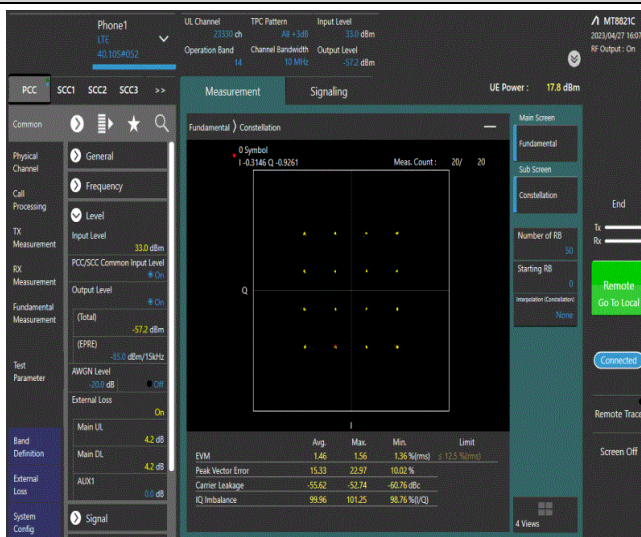 Phone1
LTE
40.105#052
UL Channel TPC Pattern Input Level
23330 ch All +3dB 33.0 dBm
Operation Band Channel Bandwidth Output Level
14 10 MHz -57.2 dBm
MT8821C
2023/04/27 16:07
RF Output : On
PCC SCC1 SCC2 SCC3 >>
Measurement Signaling UE Power : 17.8 dBm
Common
Physical
Channel
Call
Processing
TX
Measurement
RX
Measurement
Fundamental
Measurement
Test
Parameter
Band
Definition
External
Loss
System
Config
General
Frequency
Level
Input Level
33.0 dBm
PCC/SCC Common Input Level
On
Output Level
On
(Total)
-57.2 dBm
(EPRE)
-85.0 dBm/15kHz
AWGN Level
-20.0 dB Off
External Loss
On
Main UL
4.2 dB
Main DL
4.2 dB
AUX1
0.0 dB
Signal
Fundamental 〉 Constellation
0 Symbol
I -0.3146 Q -0.9261 Meas. Count : 20/ 20
Q
I
Avg. Max. Min. Limit
EVM 1.46 1.56 1.36 %(rms) ≤ 12.5 %(rms)
Peak Vector Error 15.33 22.97 10.02 %
Carrier Leakage -55.62 -52.74 -60.76 dBc
IQ Imbalance 99.96 101.25 98.76 %(I/Q)
Main Screen
Fundamental
Sub Screen
Constellation
Number of RB
50
Starting RB
0
Interpolation (Constellation)
None
4 Views
End
Tx
Rx
Remote
Go To Local
Connected
Remote Trace
Screen Off